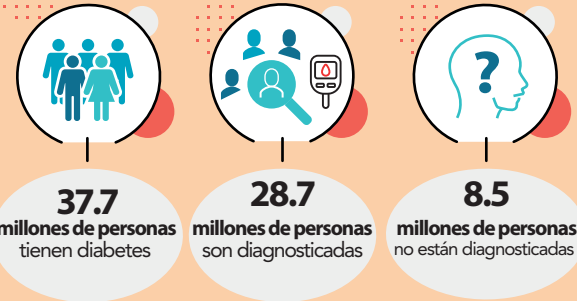 ?
37.7
millones de personas
tienen diabetes
28.7
millones de personas
son diagnosticadas
8.5
millones de personas
no están diagnosticadas